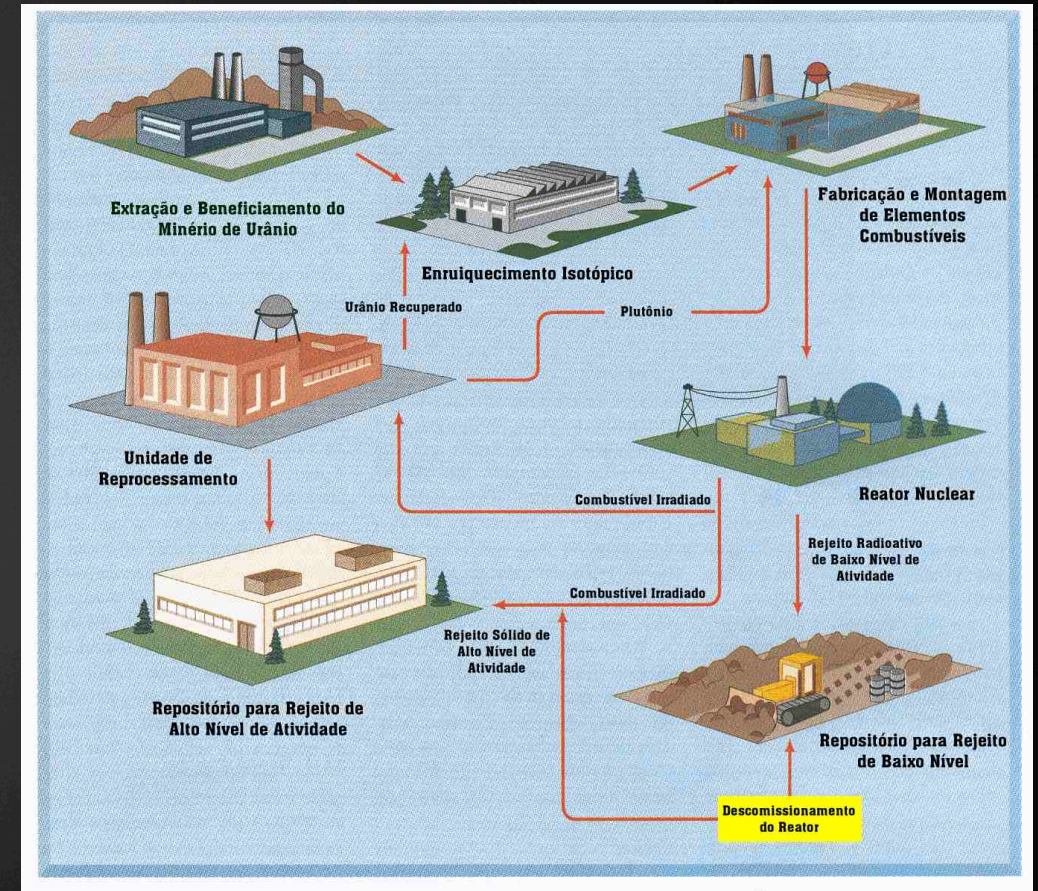 Extração e Beneficiamento do
Minério de Urânio
Enruiquecimento Isotópico
Fabricação e Montagem
de Elementos
Combustíveis
Urânio Recuperado
Plutônio
Unidade de
Reprocessamento
Combustível Irradiado
Reator Nuclear
Rejeito Radioativo
de Baixo Nível de
Atividade
Combustível Irradiado
Rejeito Sólido de
Alto Nível de
Atividade
Repositório para Rejeito de
Alto Nível de Atividade
Repositório para Rejeito
de Baixo Nível
Descomissionamento
do Reator